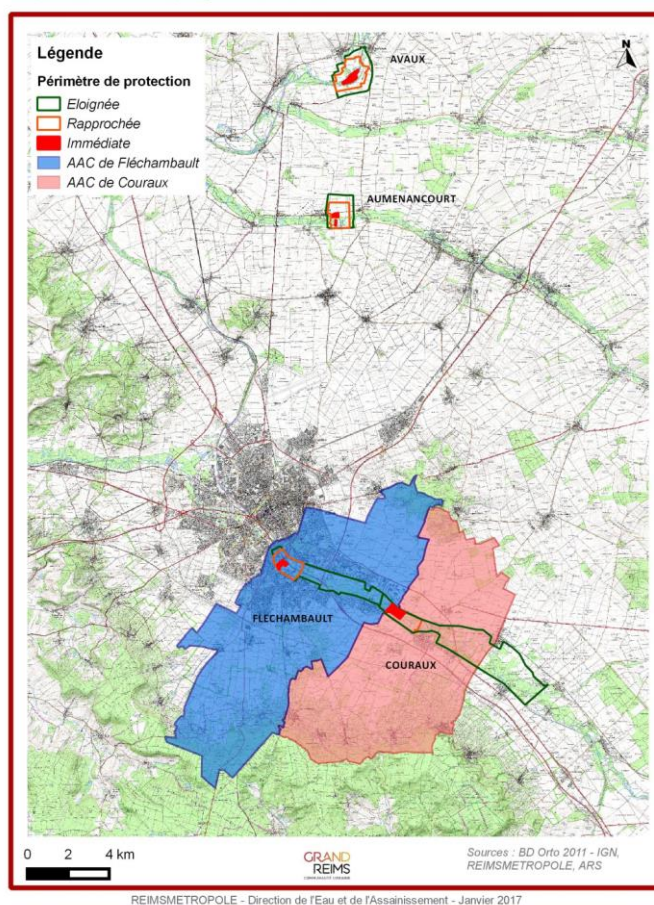 Légende
Périmètre de protection
Eloignée
Rapprochée
Immédiate
AAC de Fléchambault
AAC de Couraux
N
AVAUX
AUMENANCOURT
FLECHAMBAULT
COURAUX
0 2 4 km
GRAND
REIMS
COMMUNAUTÉ URBAINE
Sources : BD Orto 2011 - IGN,
REIMSMETROPOLE, ARS
REIMSMETROPOLE - Direction de l'Eau et de l'Assainissement - Janvier 2017